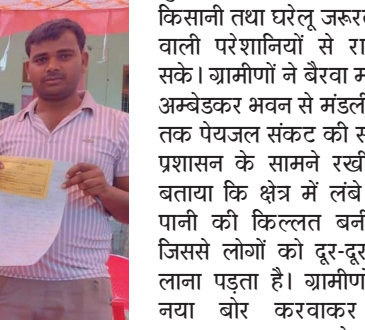 किसानी तथा घरेलू जरूरत
वाली परेशानियों से रा
सके। ग्रामीणों ने बैरवा म
अम्बेडकर भवन से मंडली
तक पेयजल संकट की स
प्रशासन के सामने रखी
बताया कि क्षेत्र में लंबे
पानी की किल्लत बनी
जिससे लोगों को दूर-दूर
लाना पड़ता है। ग्रामीणों
नया बोर करवाकर